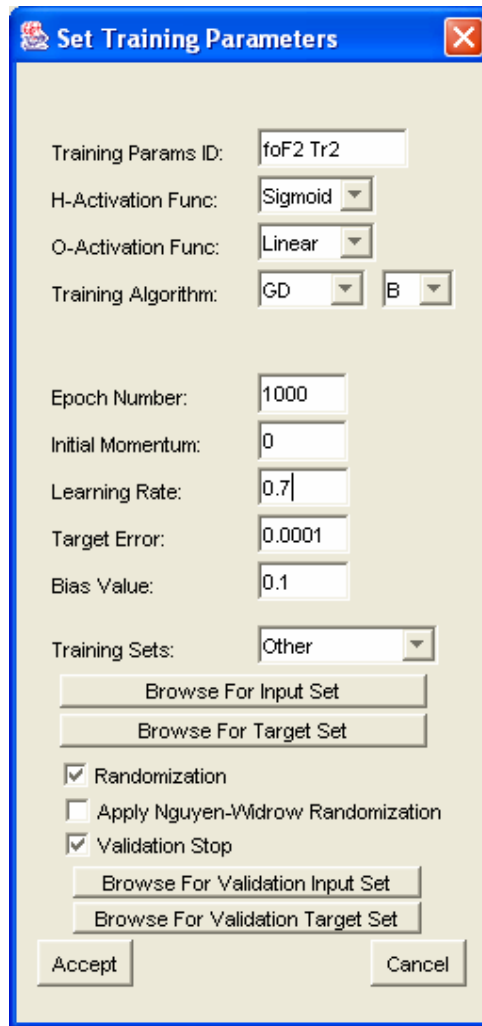 Set Training Parameters
Training Params ID: foF2 Tr2
H-Activation Func: Sigmoid
O-Activation Func: Linear
Training Algorithm: GD B
Epoch Number: 1000
Initial Momentum: 0
Learning Rate: 0.7
Target Error: 0.0001
Bias Value: 0.1
Training Sets: Other
Browse For Input Set
Browse For Target Set
Randomization
Apply Nguyen-Widrow Randomization
Validation Stop
Browse For Validation Input Set
Browse For Validation Target Set
Accept Cancel